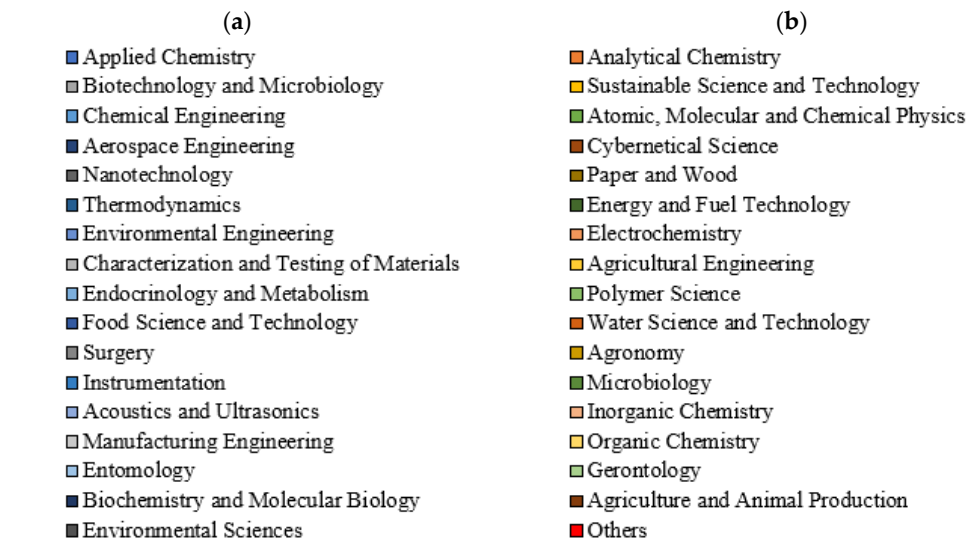 (a) (b)
Applied Chemistry Analytical Chemistry
Biotechnology and Microbiology Sustainable Science and Technology
Chemical Engineering Atomic, Molecular and Chemical Physics
Aerospace Engineering Cybernetical Science
Nanotechnology Paper and Wood
Thermodynamics Energy and Fuel Technology
Environmental Engineering Electrochemistry
Characterization and Testing of Materials Agricultural Engineering
Endocrinology and Metabolism Polymer Science
Food Science and Technology Water Science and Technology
Surgery Agronomy
Instrumentation Microbiology
Acoustics and Ultrasonics Inorganic Chemistry
Manufacturing Engineering Organic Chemistry
Entomology Gerontology
Biochemistry and Molecular Biology Agriculture and Animal Production
Environmental Sciences Others